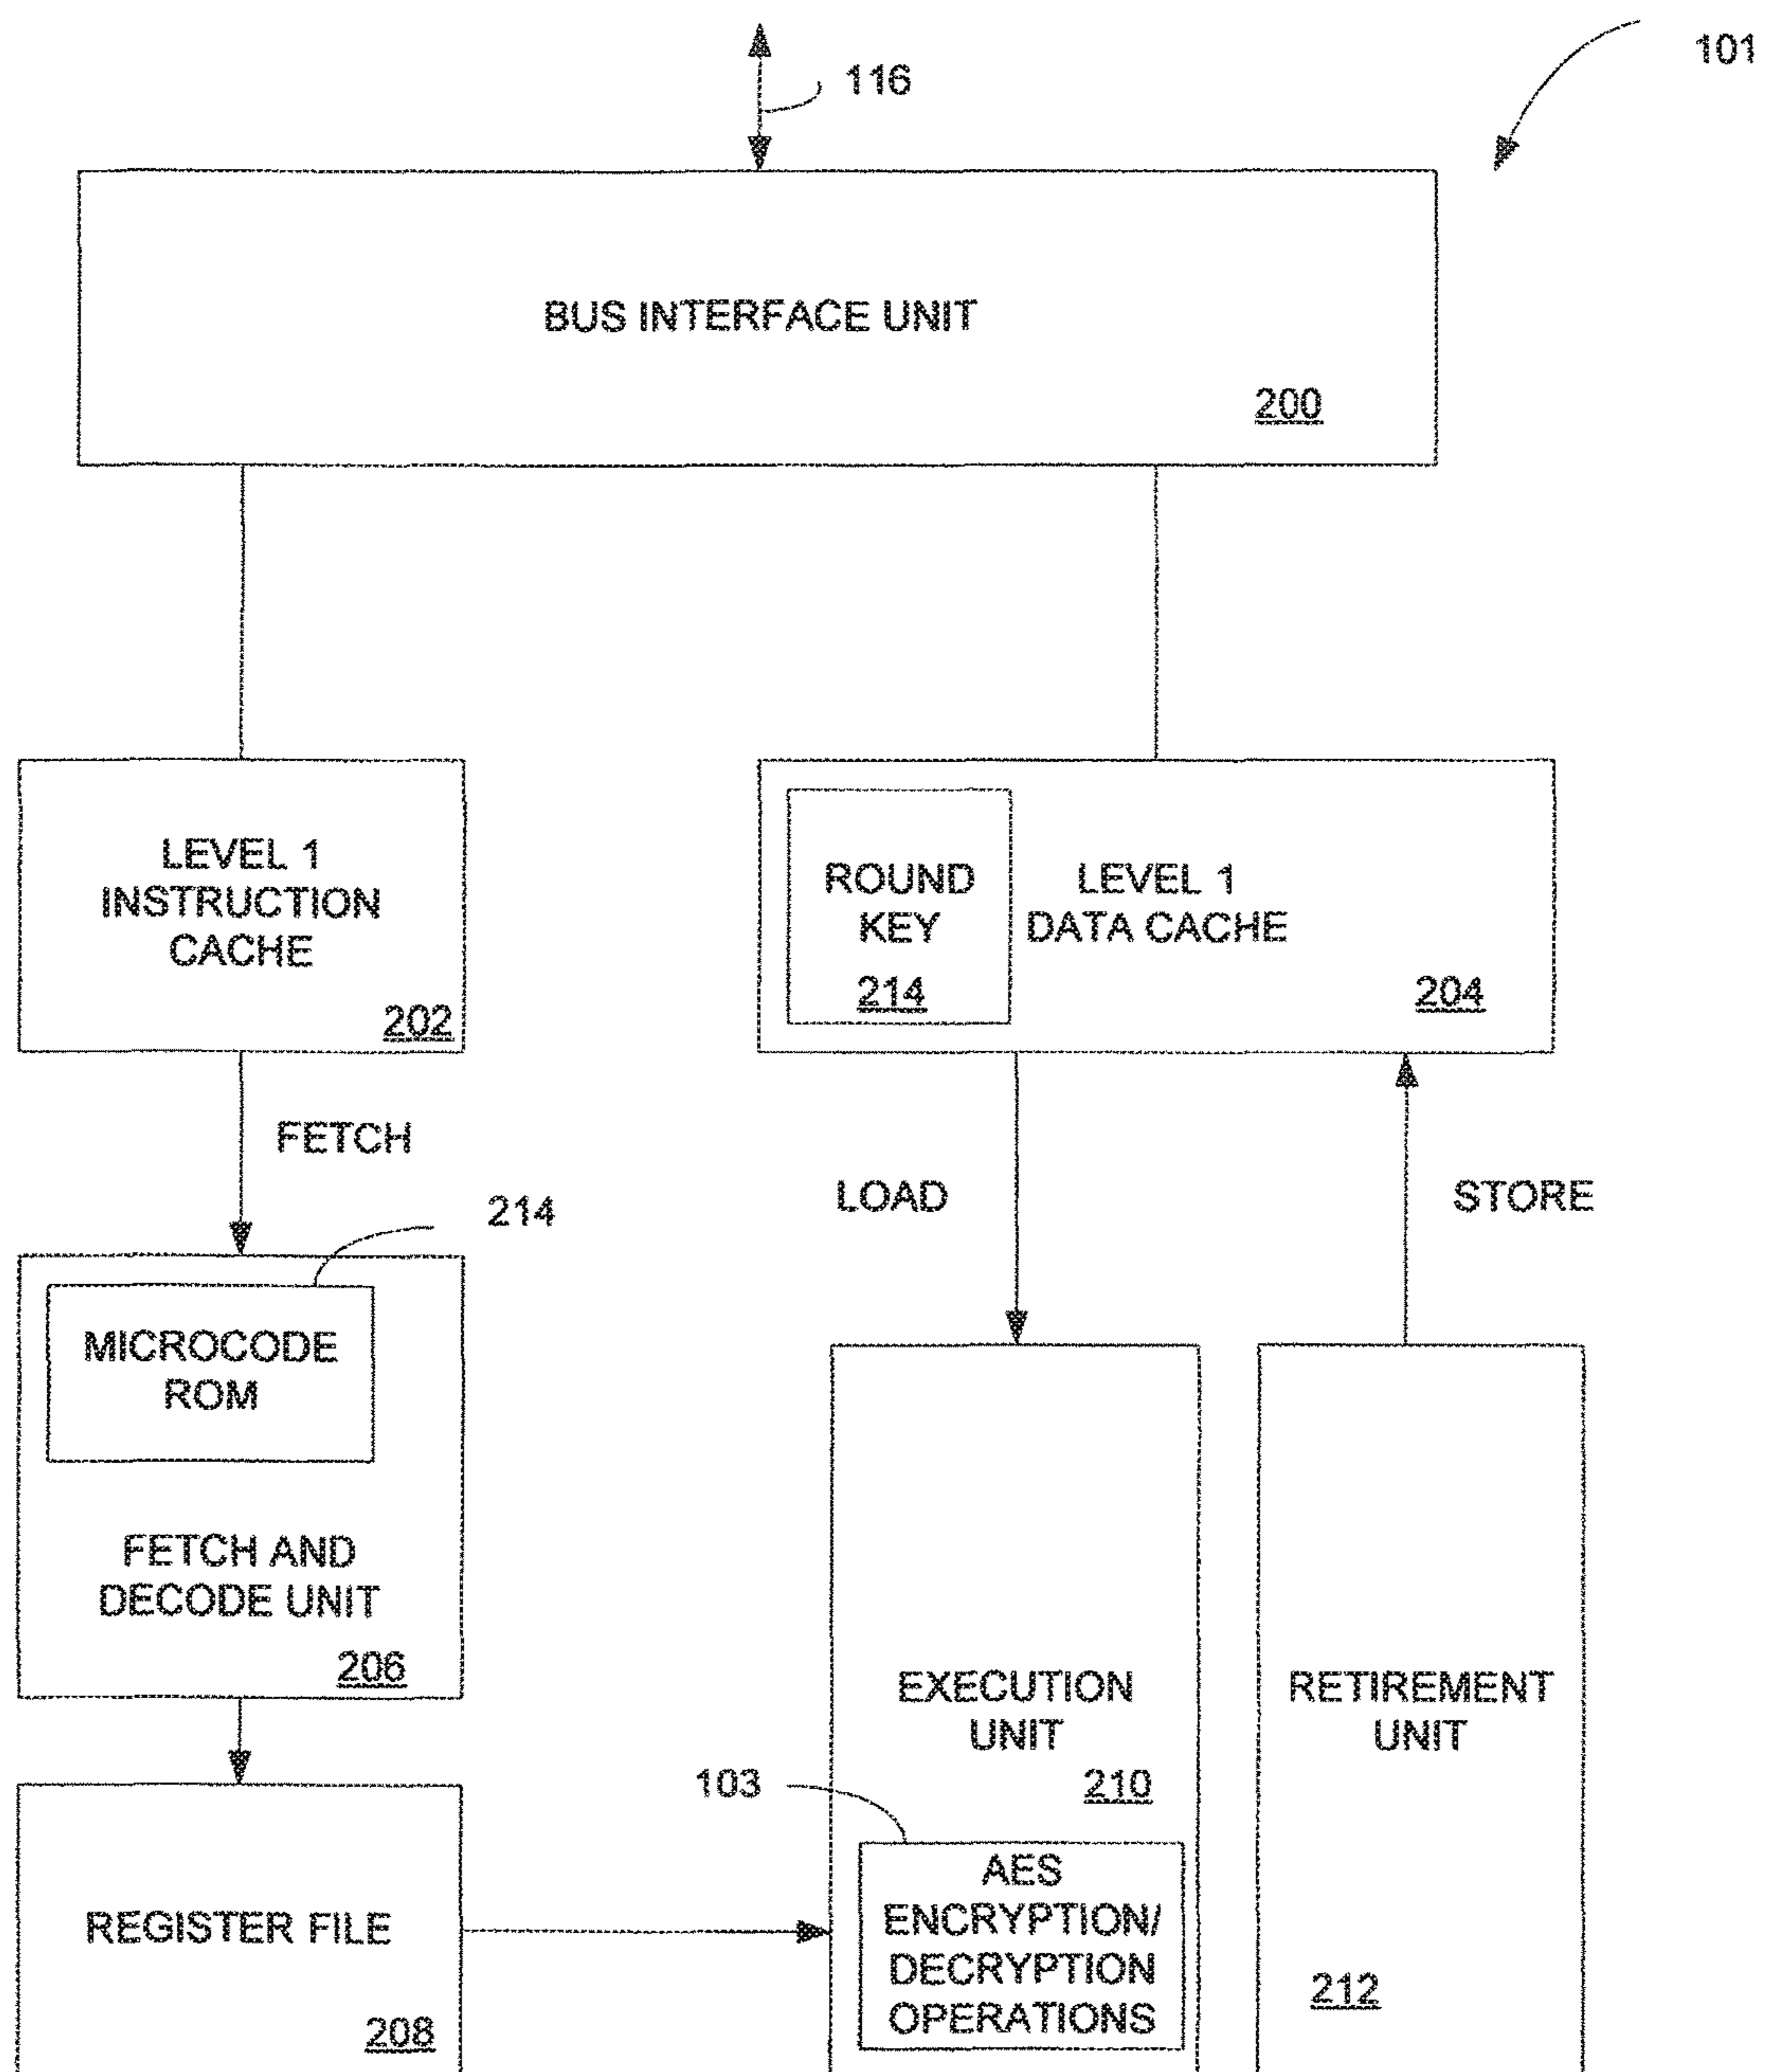 101
116
BUS INTERFACE UNIT
200
LEVEL 1
INSTRUCTION
CACHE
202
ROUND
KEY
214
LEVEL 1
DATA CACHE
204
FETCH
214
LOAD
STORE
MICROCODE
ROM
FETCH AND
DECODE UNIT
206
EXECUTION
UNIT
210
RETIREMENT
UNIT
212
103
AES
ENCRYPTION/
DECRYPTION
OPERATIONS
REGISTER FILE
208